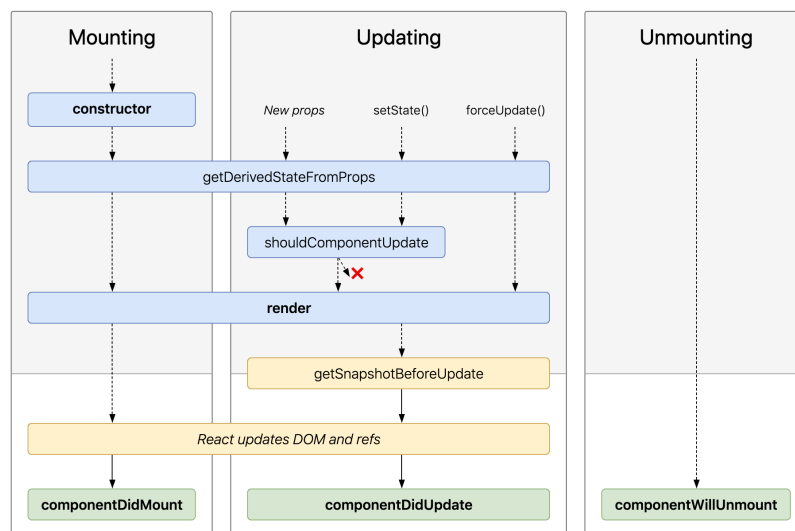 Mounting
Updating
Unmounting
constructor
New props
setState()
forceUpdate()
getDerivedStateFromProps
shouldComponentUpdate
render
getSnapshotBeforeUpdate
React updates DOM and refs
componentDidMount
componentDidUpdate
componentWillUnmount